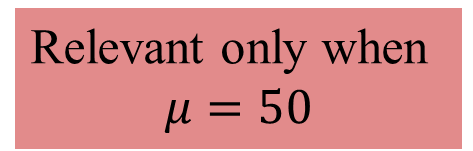 Relevant only when
μ = 50